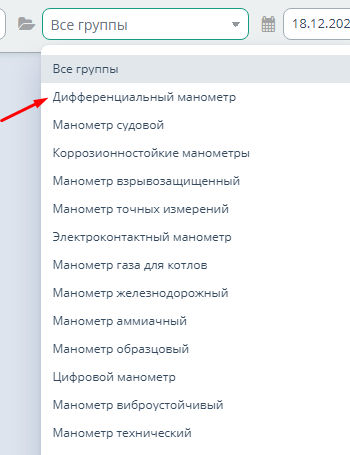 Все группы
18.12.202
Все группы
Дифференциальный манометр
Манометр судовой
Коррозионностойкие манометры
Манометр взрывозащищенный
Манометр точных измерений
Электроконтактный манометр
Манометр газа для котлов
Манометр железнодорожный
Манометр аммиачный
Манометр образцовый
Цифровой манометр
Манометр виброустойчивый
Манометр технический